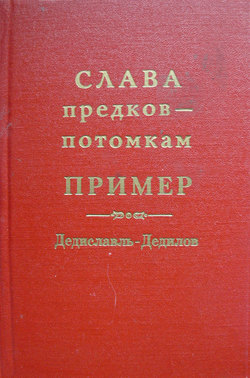 СЛАВА
предков—
потомкам
ПРИМЕР
Дедиславль-Дедилов